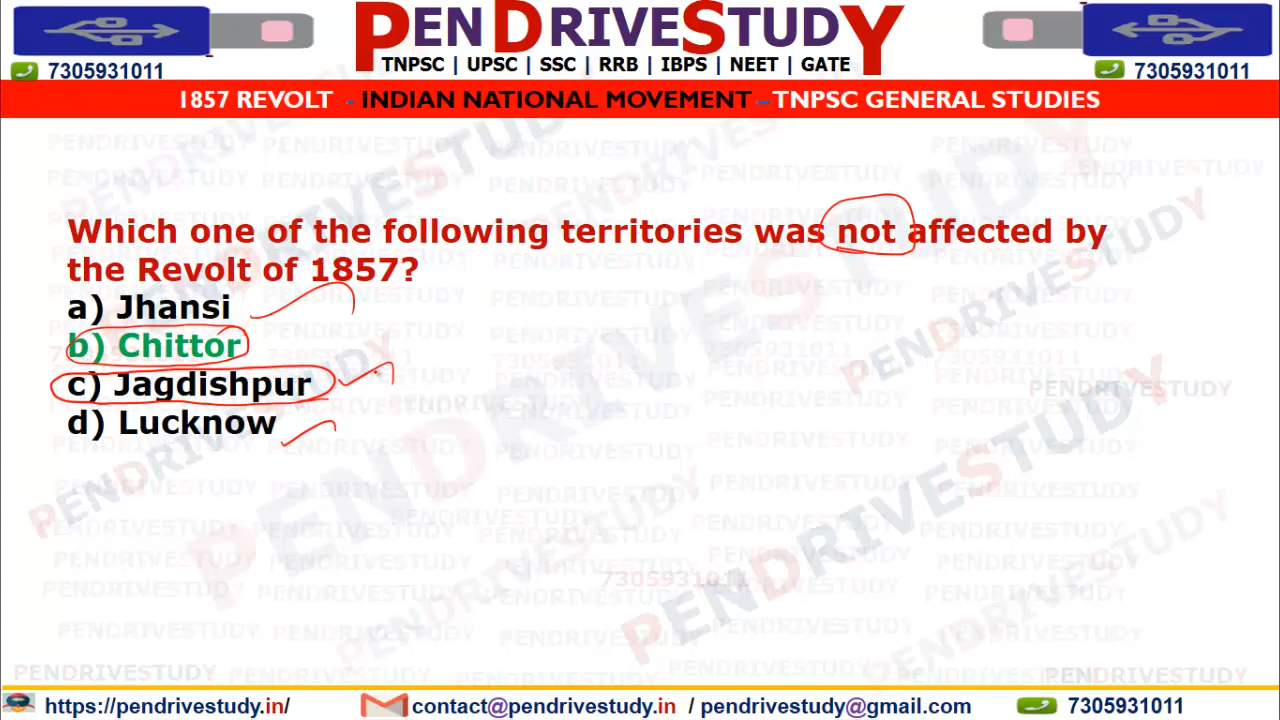 PENDRIVESTUDY
TNPSC | UPSC | SSC | RRB | IBPS | NEET | GATE
7305931011
7305931011
1857 REVOLT - INDIAN NATIONAL MOVEMENT – TNPSC GENERAL STUDIES
Which one of the following territories was not affected by
the Revolt of 1857?
a) Jhansi
b) Chittor
c) Jagdishpur
d) Lucknow
https://pendrivestudy.in/
contact@pendrivestudy.in / pendrivestudy@gmail.com
7305931011